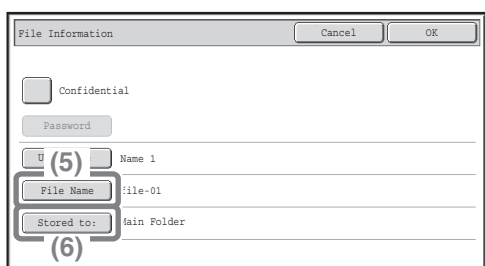 File Information Cancel OK
Confidential
Password
(5) Name 1
File Name File-01
Stored to: Main Folder
(6)